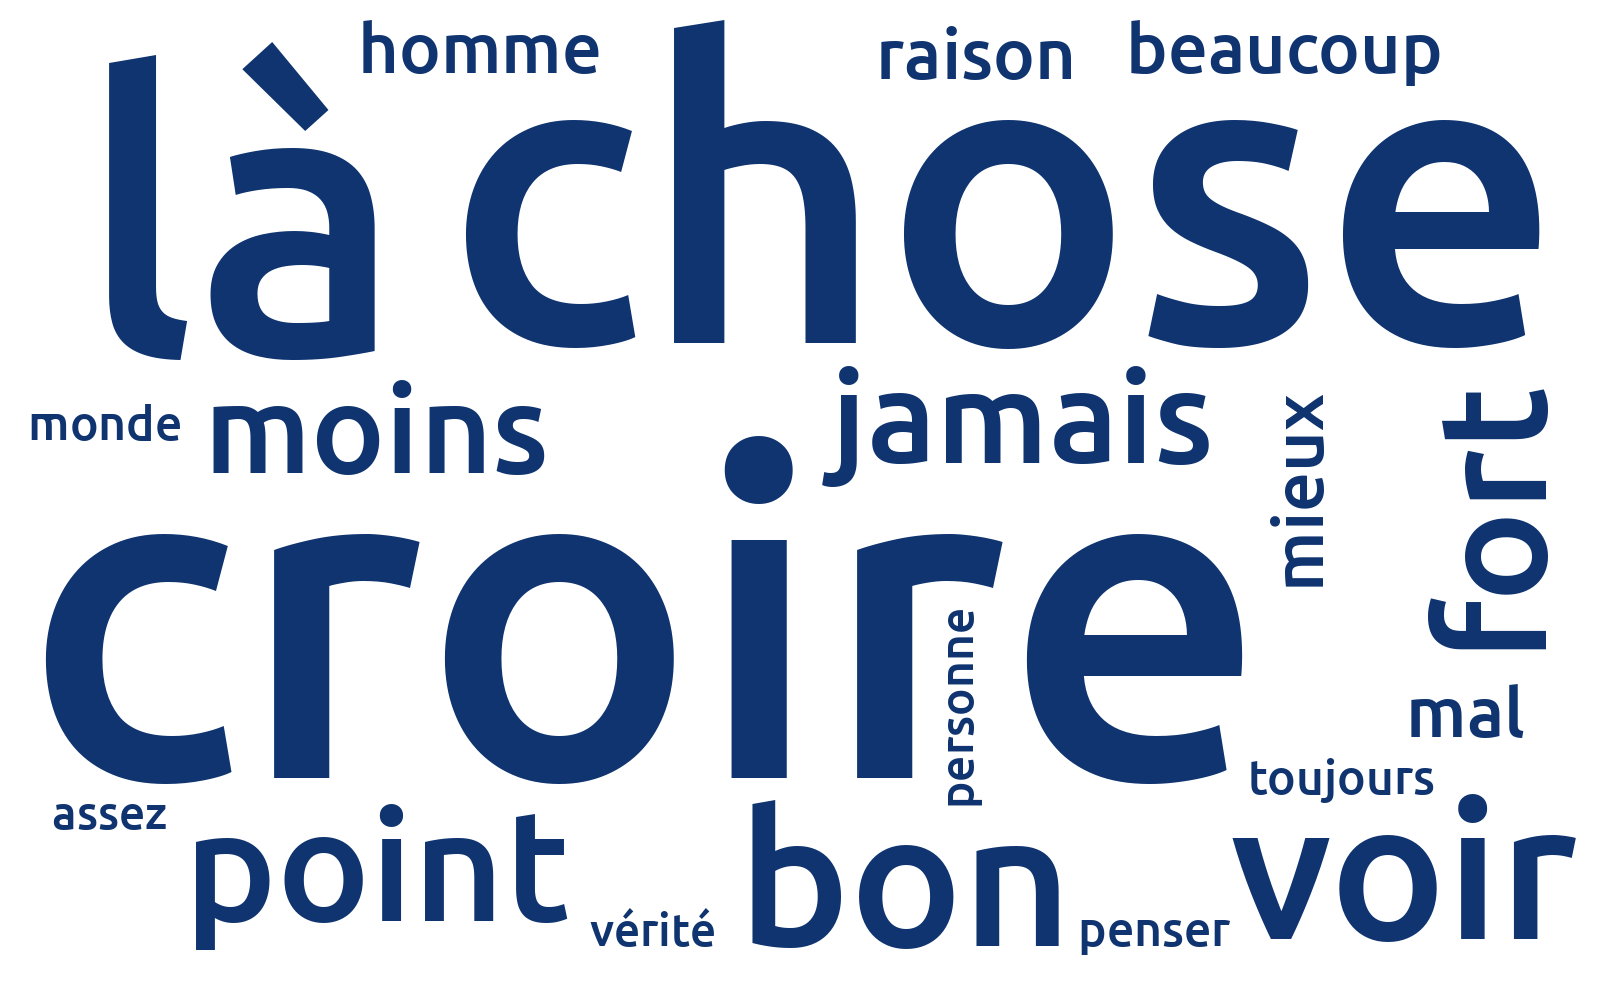 homme
raison
beaucoup
là
chose
monde
moins
jamais
mieux
fort
croire
personne
mal
toujours
assez
point
vérité
bon
penser
voir